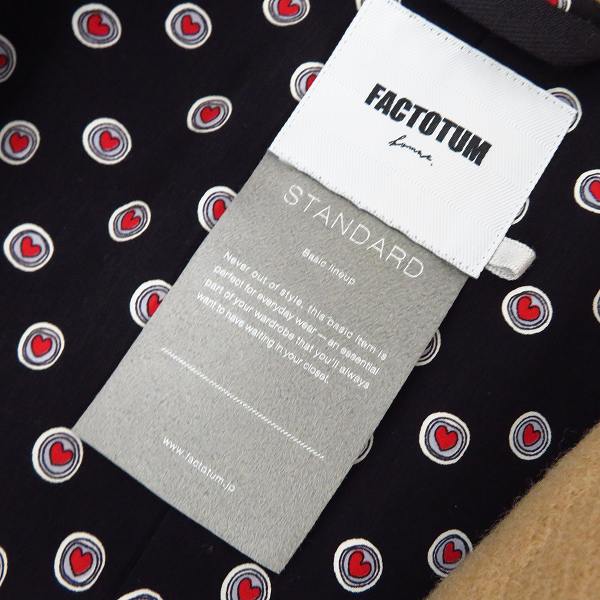 FACTOTUM
homme.
STANDARD
Basic lineup
Never out of style, this basic item is
perfect for everyday wear — an essential
part of your wardrobe that you'll always
want to have waiting in your closet.
www.factotum.jp